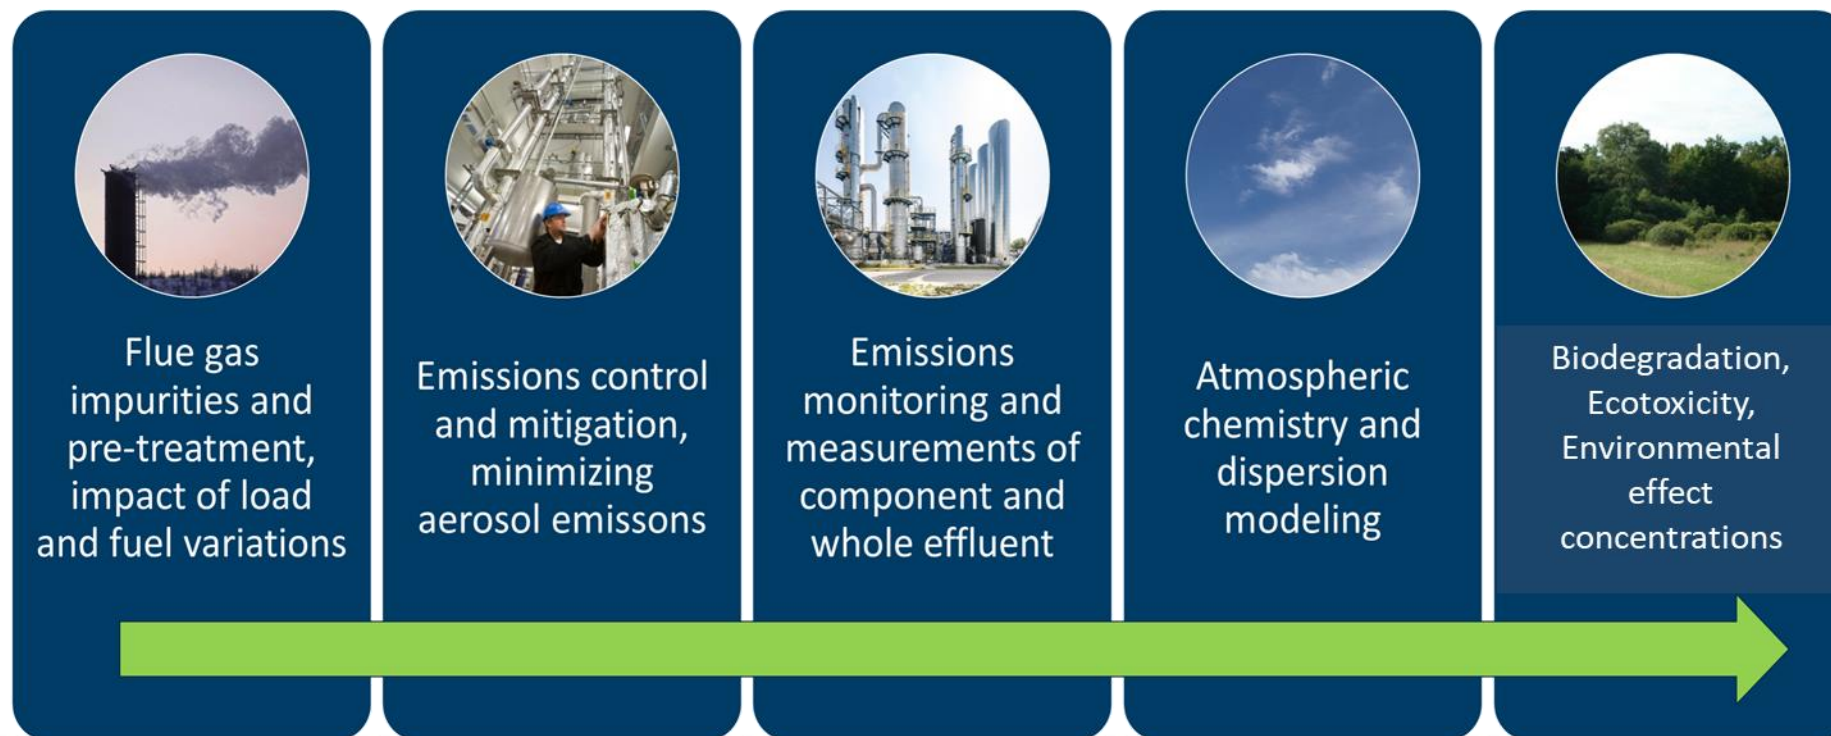 Flue gas
impurities and
pre-treatment,
impact of load
and fuel variations
Emissions control
and mitigation,
minimizing
aerosol emissons
Emissions
monitoring and
measurements of
component and
whole effluent
Atmospheric
chemistry and
dispersion
modeling
Biodegradation,
Ecotoxicity,
Environmental
effect
concentrations